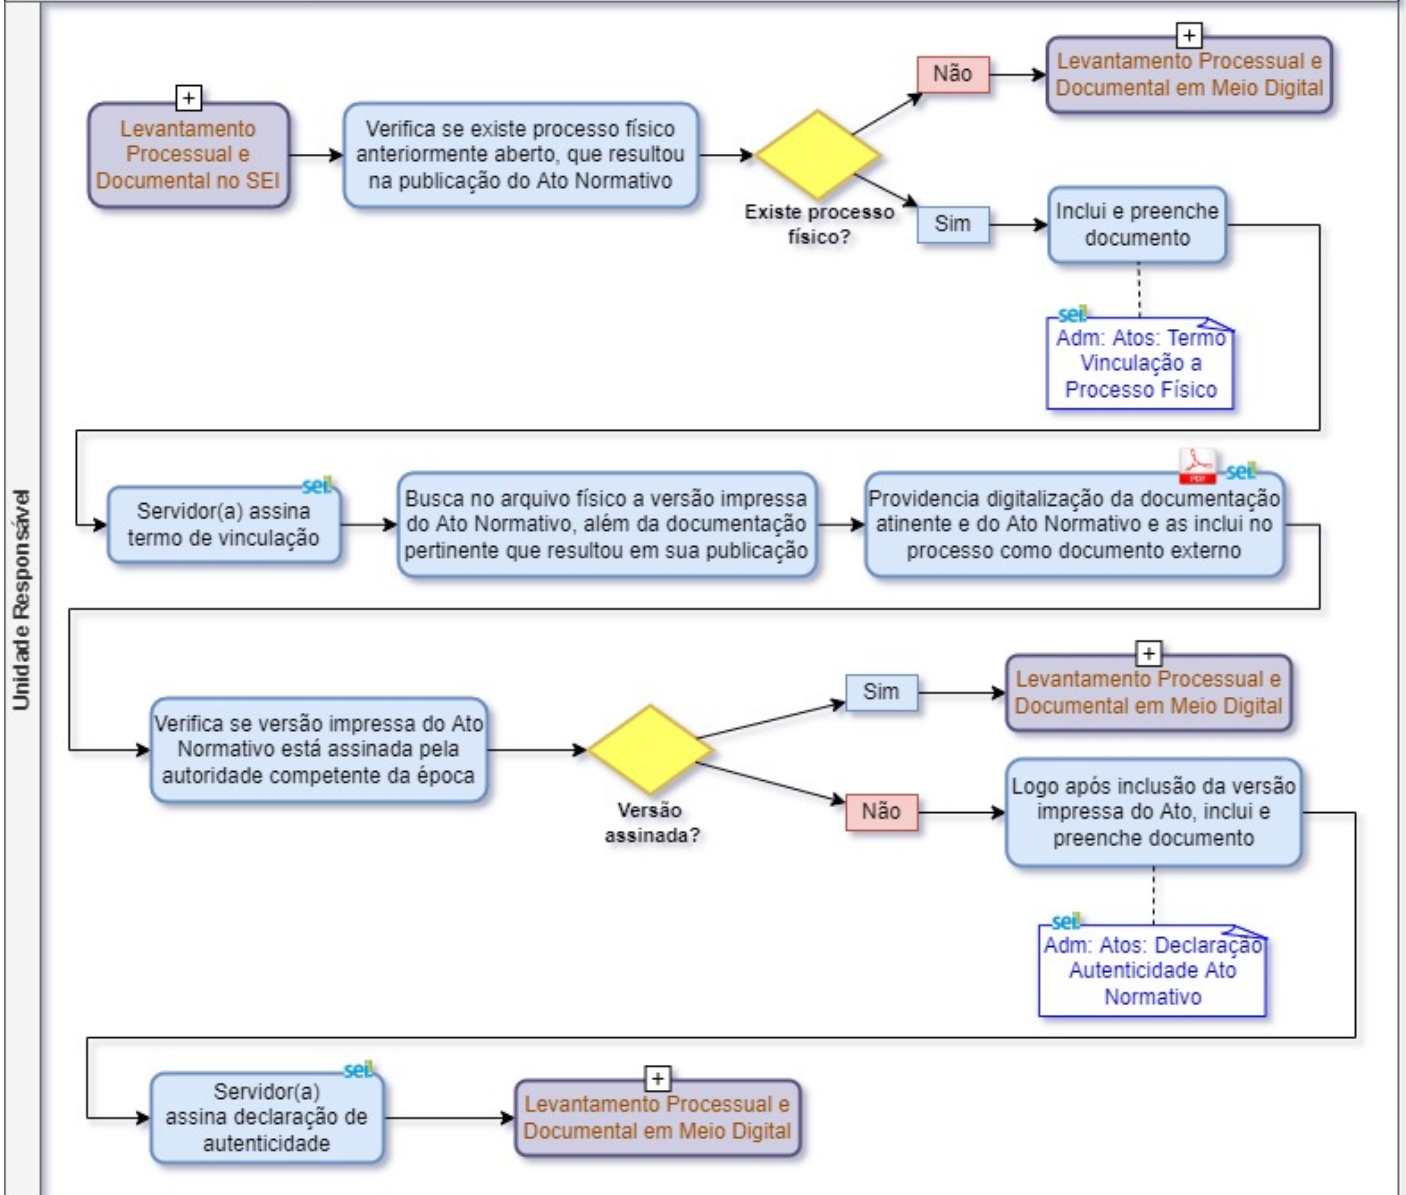 Unidade Responsável
+
Levantamento
Processual e
Documental no SEI
Verifica se existe processo físico
anteriormente aberto, que resultou
na publicação do Ato Normativo
Existe processo
físico?
Não
+
Levantamento Processual e
Documental em Meio Digital
Sim
Inclui e preenche
documento
sei!
Adm: Atos: Termo
Vinculação a
Processo Físico
sei!
Servidor(a) assina
termo de vinculação
Busca no arquivo físico a versão impressa
do Ato Normativo, além da documentação
pertinente que resultou em sua publicação
PDF
sei!
Providencia digitalização da documentação
atinente e do Ato Normativo e as inclui no
processo como documento externo
Verifica se versão impressa do Ato
Normativo está assinada pela
autoridade competente da época
Versão
assinada?
Sim
+
Levantamento Processual e
Documental em Meio Digital
Não
Logo após inclusão da versão
impressa do Ato, inclui e
preenche documento
sei!
Adm: Atos: Declaração
Autenticidade Ato
Normativo
sei!
Servidor(a)
assina declaração de
autenticidade
+
Levantamento Processual e
Documental em Meio Digital